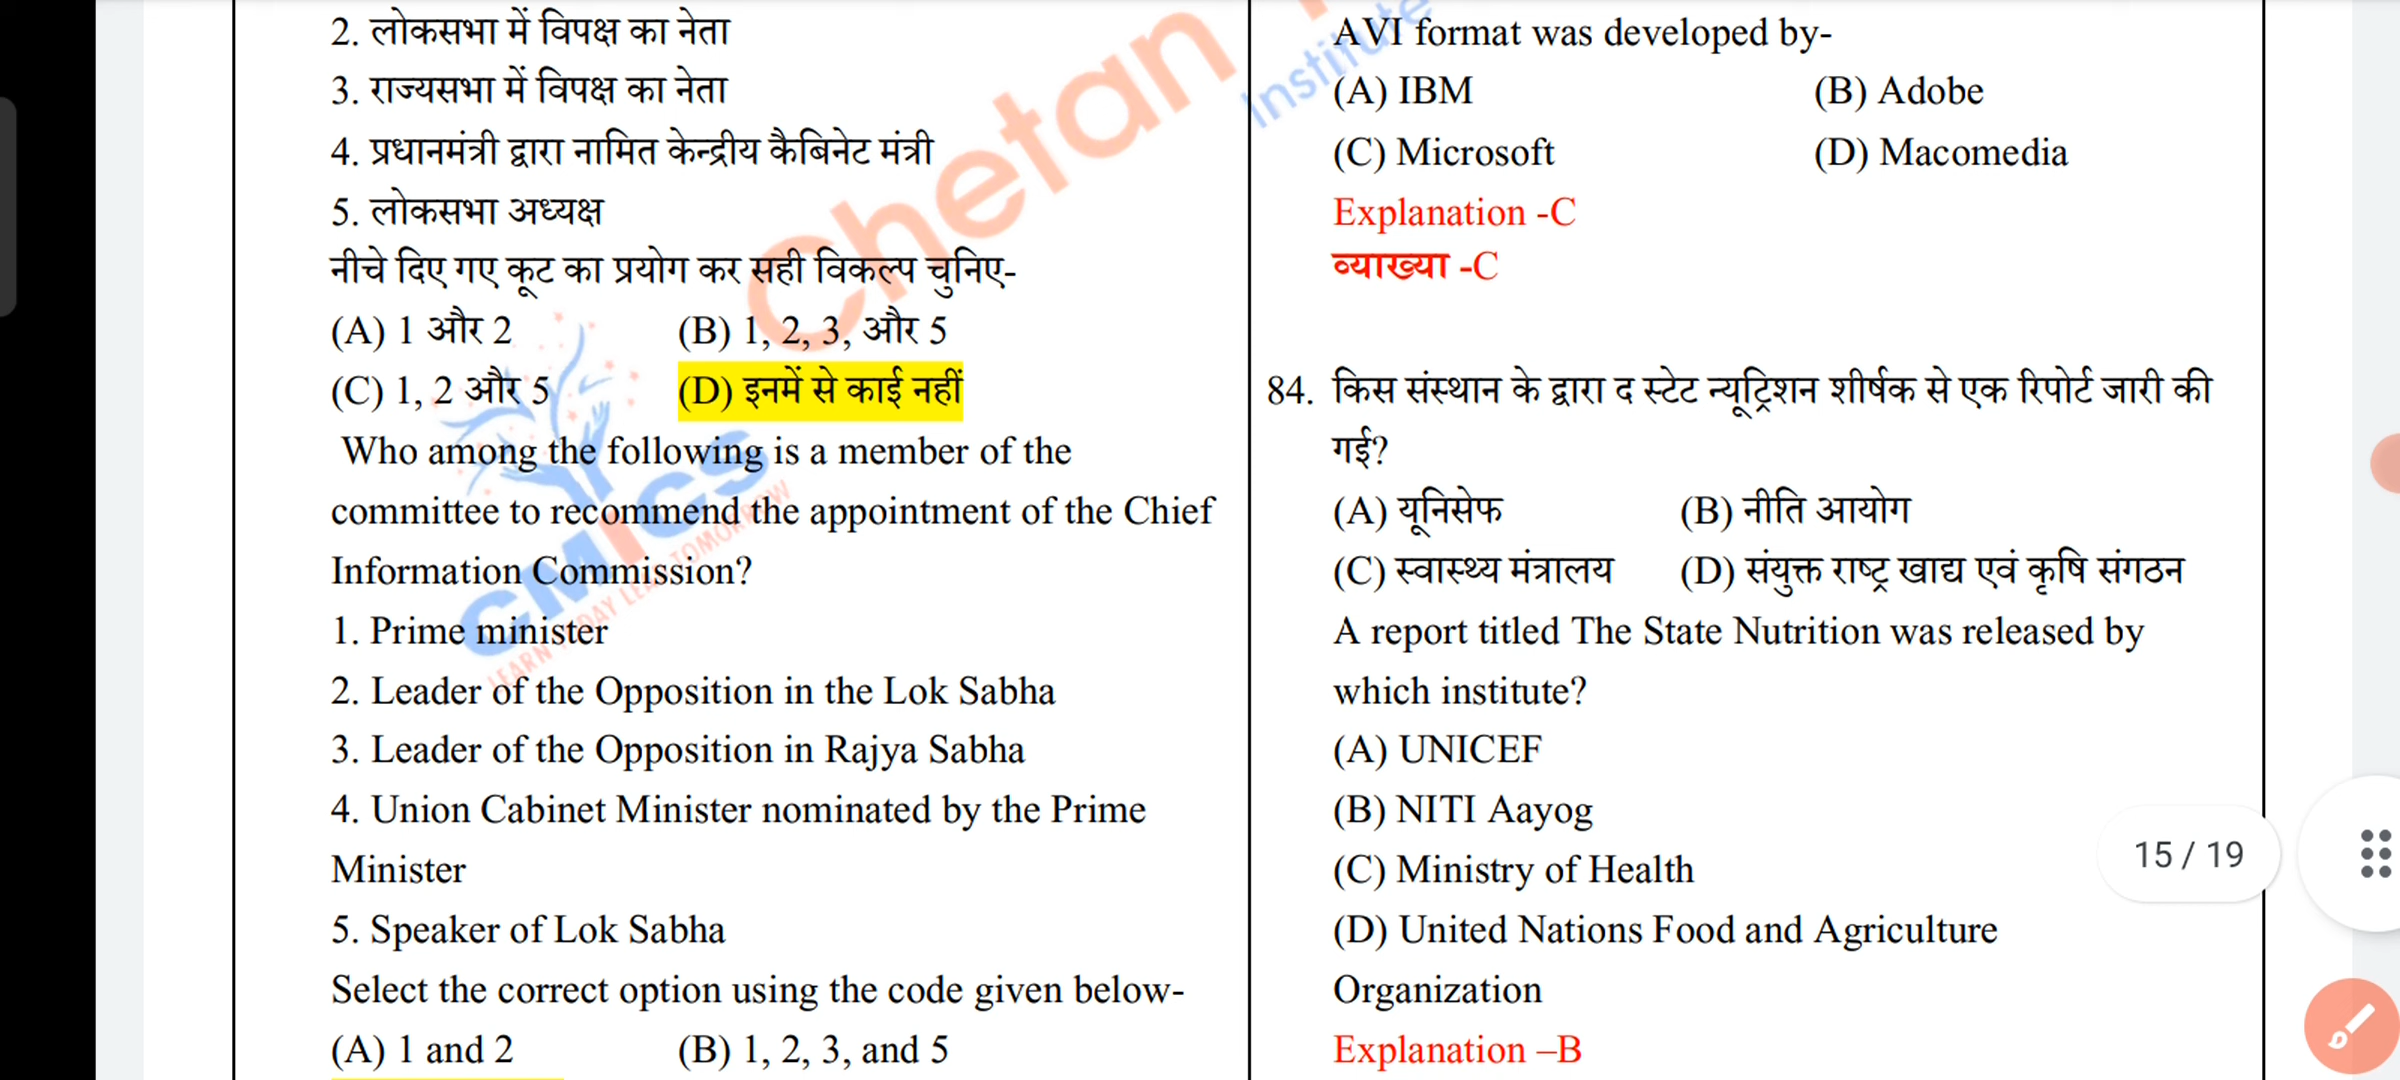 2. लोकसभा में विपक्ष का नेता
3. राज्यसभा में विपक्ष का नेता
4. प्रधानमंत्री द्वारा नामित केन्द्रीय कैबिनेट मंत्री
5. लोकसभा अध्यक्ष
नीचे दिए गए कूट का प्रयोग कर सही विकल्प चुनिए-
(A) 1 और 2 (B) 1, 2, 3, और 5
(C) 1, 2 और 5 (D) इनमें से काई नहीं
Who among the following is a member of the
committee to recommend the appointment of the Chief
Information Commission?
1. Prime minister
2. Leader of the Opposition in the Lok Sabha
3. Leader of the Opposition in Rajya Sabha
4. Union Cabinet Minister nominated by the Prime
Minister
5. Speaker of Lok Sabha
Select the correct option using the code given below-
(A) 1 and 2 (B) 1, 2, 3, and 5
AVI format was developed by-
(A) IBM (B) Adobe
(C) Microsoft (D) Macomedia
Explanation -C
व्याख्या -C
84. किस संस्थान के द्वारा द स्टेट न्यूट्रिशन शीर्षक से एक रिपोर्ट जारी की
गई?
(A) यूनिसेफ (B) नीति आयोग
(C) स्वास्थ्य मंत्रालय (D) संयुक्त राष्ट्र खाद्य एवं कृषि संगठन
A report titled The State Nutrition was released by
which institute?
(A) UNICEF
(B) NITI Aayog
(C) Ministry of Health
(D) United Nations Food and Agriculture
Organization
Explanation –B
Chetan
Institute
CMIGS
LEARN TODAY LEAD TOMORROW
15 / 19